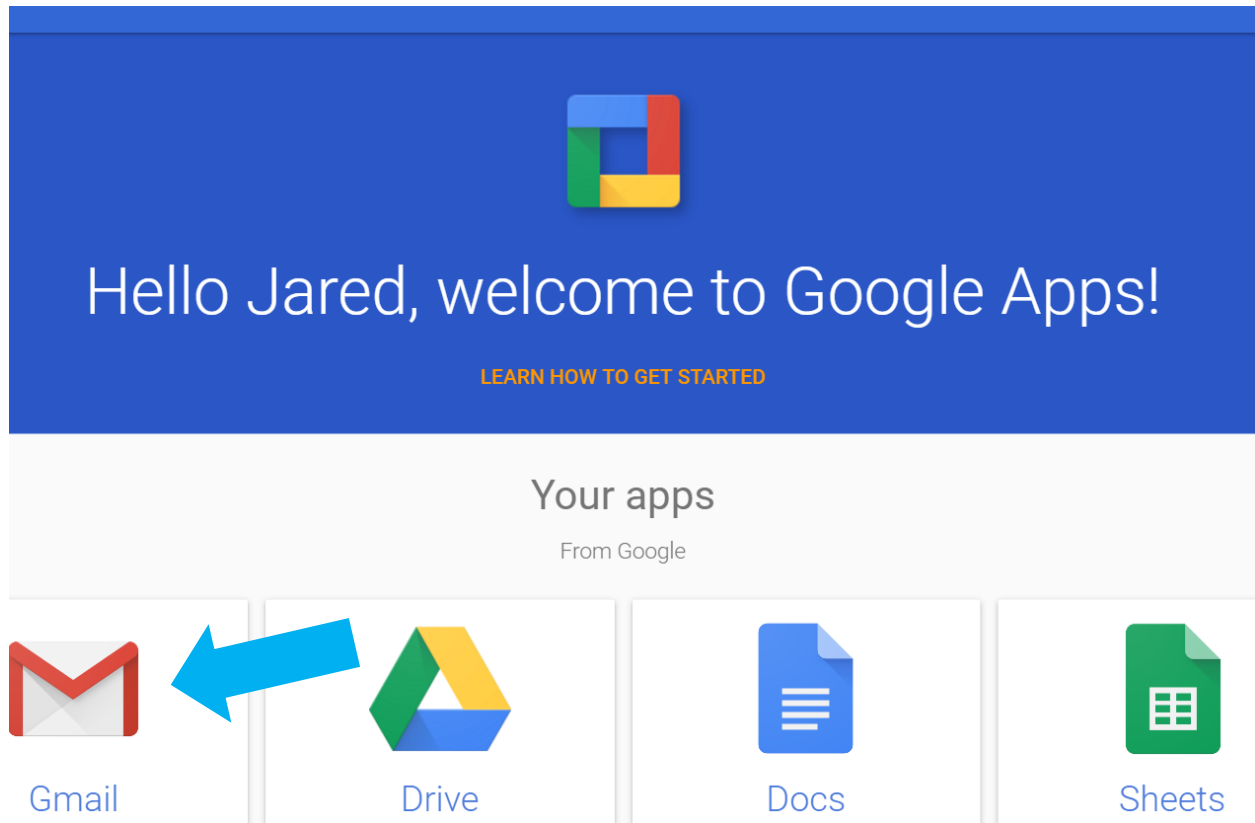 Hello Jared, welcome to Google Apps!
LEARN HOW TO GET STARTED
Your apps
From Google
Gmail Drive Docs Sheets